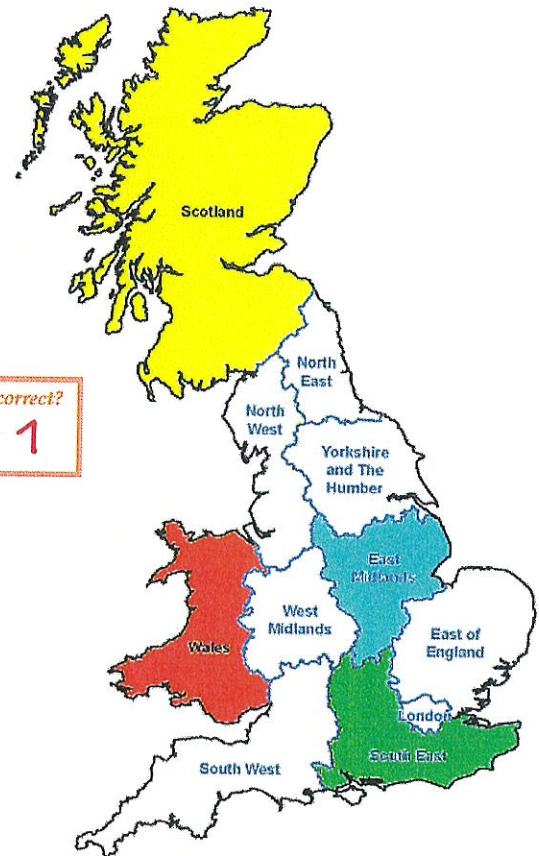 Scotland
North
East
North
West
correct?
1
Yorkshire
and The
Humber
East
Midlands
West
Midlands
Wales
East of
England
London
South East
South West